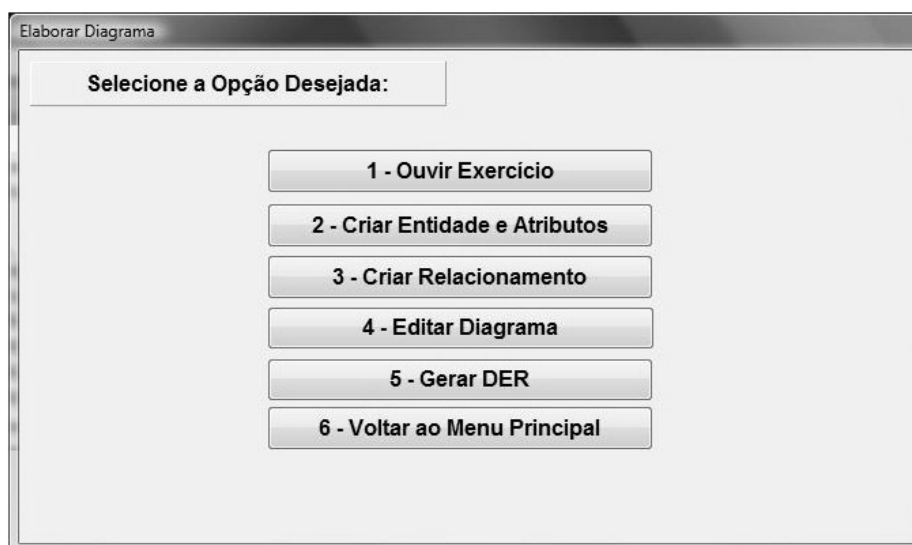 Elaborar Diagrama
Selecione a Opção Desejada:
1 - Ouvir Exercício
2 - Criar Entidade e Atributos
3 - Criar Relacionamento
4 - Editar Diagrama
5 - Gerar DER
6 - Voltar ao Menu Principal